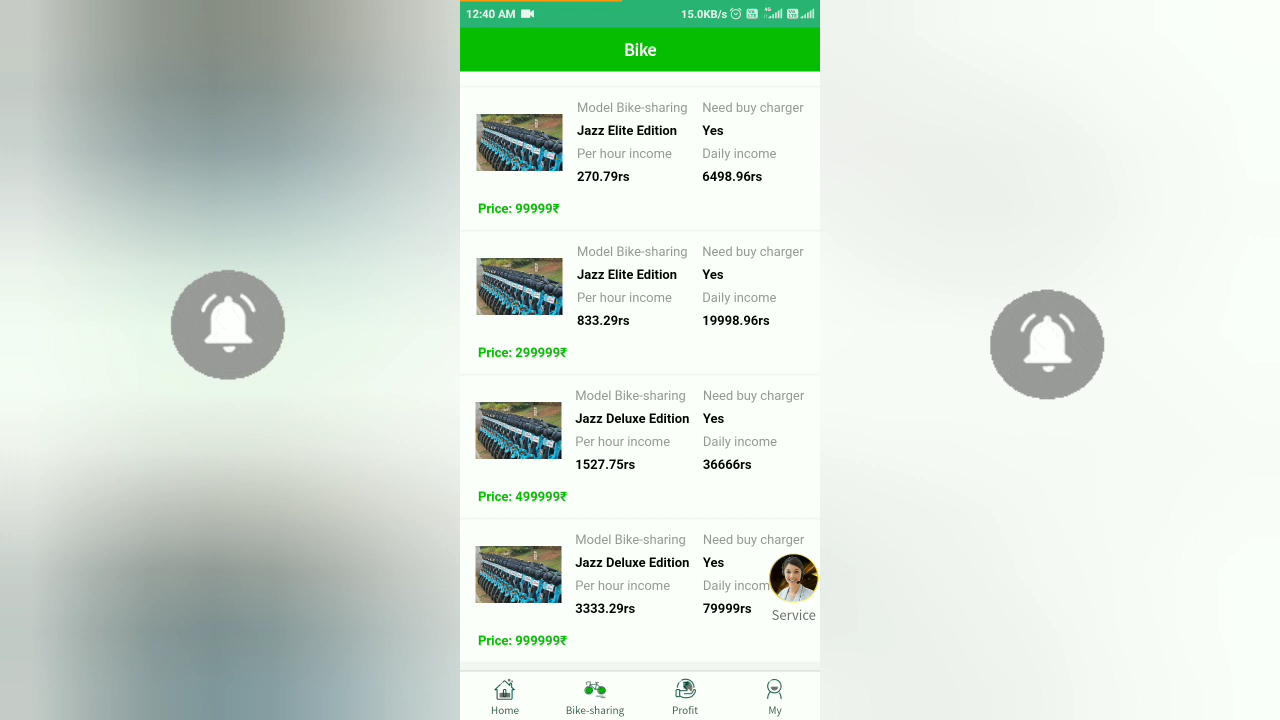 12:40 AM 15.0KB/s
Bike
Model Bike-sharing Need buy charger
Jazz Elite Edition Yes
Per hour income Daily income
270.79rs 6498.96rs
Price: 99999₹
Model Bike-sharing Need buy charger
Jazz Elite Edition Yes
Per hour income Daily income
833.29rs 19998.96rs
Price: 299999₹
Model Bike-sharing Need buy charger
Jazz Deluxe Edition Yes
Per hour income Daily income
1527.75rs 36666rs
Price: 499999₹
Model Bike-sharing Need buy charger
Jazz Deluxe Edition Yes
Per hour income Daily incom
3333.29rs 79999rs
Service
Price: 999999₹
Home Bike-sharing Profit My